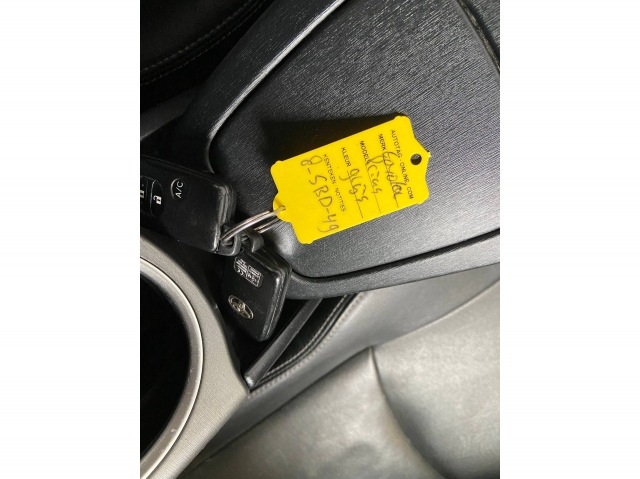 AUTOTAG-ONLINE.COM
MERK Toyota
MODEL Prius
KLEUR grijs
KENTEKEN NOTITIES
8-SBD-49
A/C